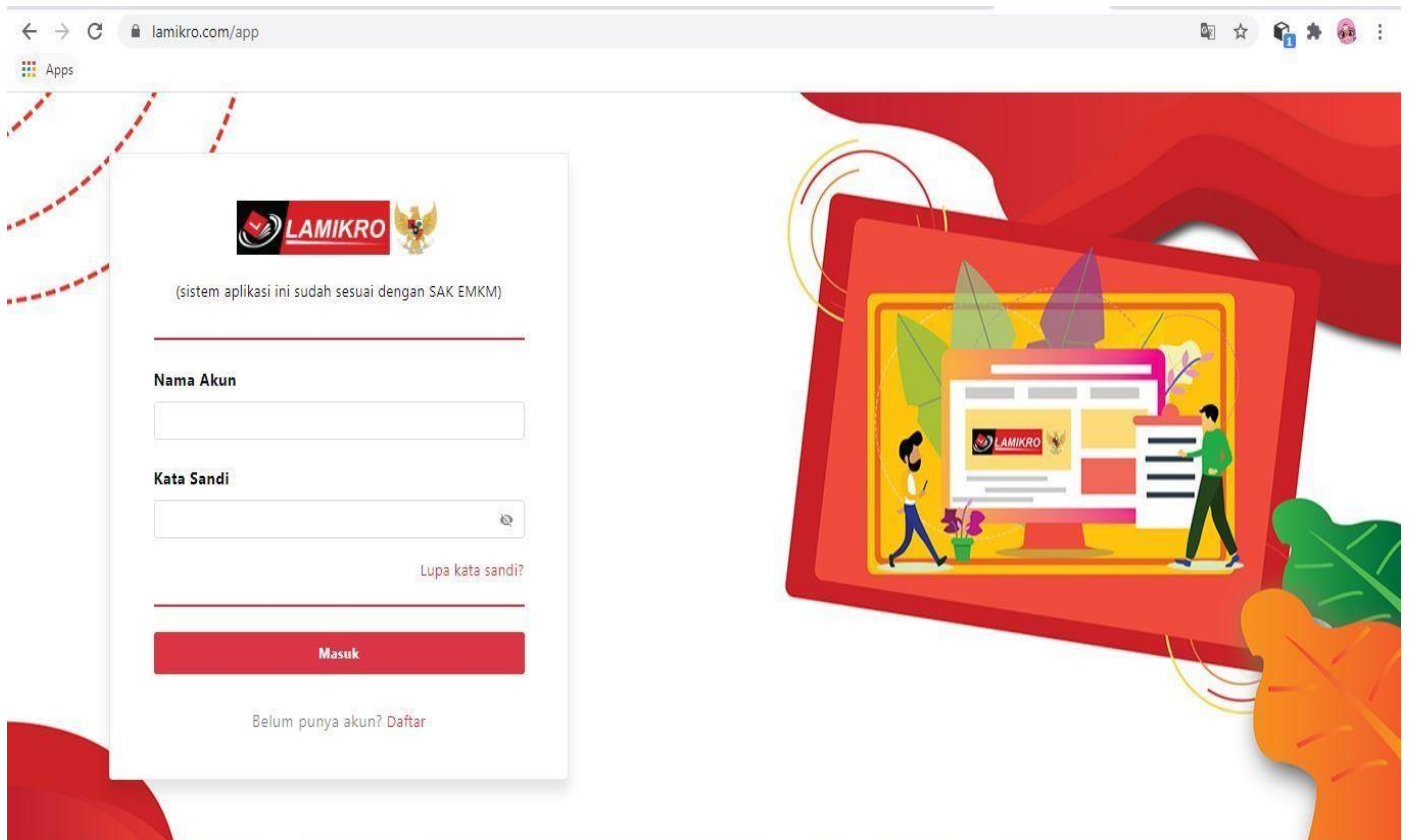 lamikro.com/app
1
Apps
LAMIKRO
(sistem aplikasi ini sudah sesuai dengan SAK EMKM)
Nama Akun
Kata Sandi
Lupa kata sandi?
Masuk
Belum punya akun? Daftar
LAMIKRO